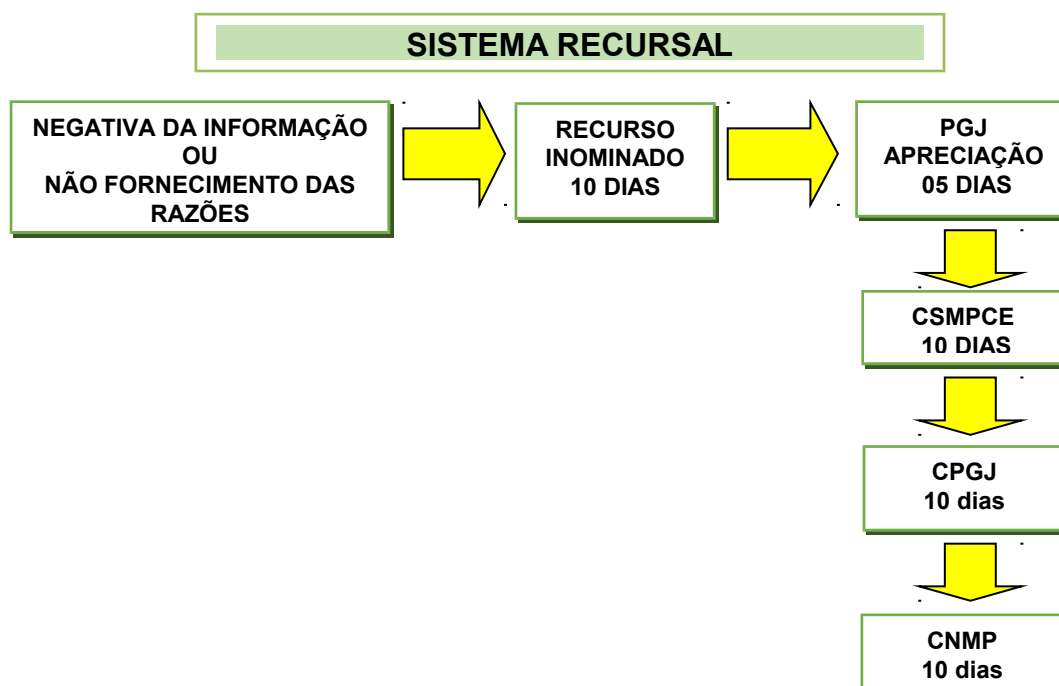 SISTEMA RECURSAL
NEGATIVA DA INFORMAÇÃO
OU
NÃO FORNECIMENTO DAS
RAZÕES
RECURSO
INOMINADO
10 DIAS
PGJ
APRECIAÇÃO
05 DIAS
CSMPCE
10 DIAS
CPGJ
10 dias
CNMP
10 dias